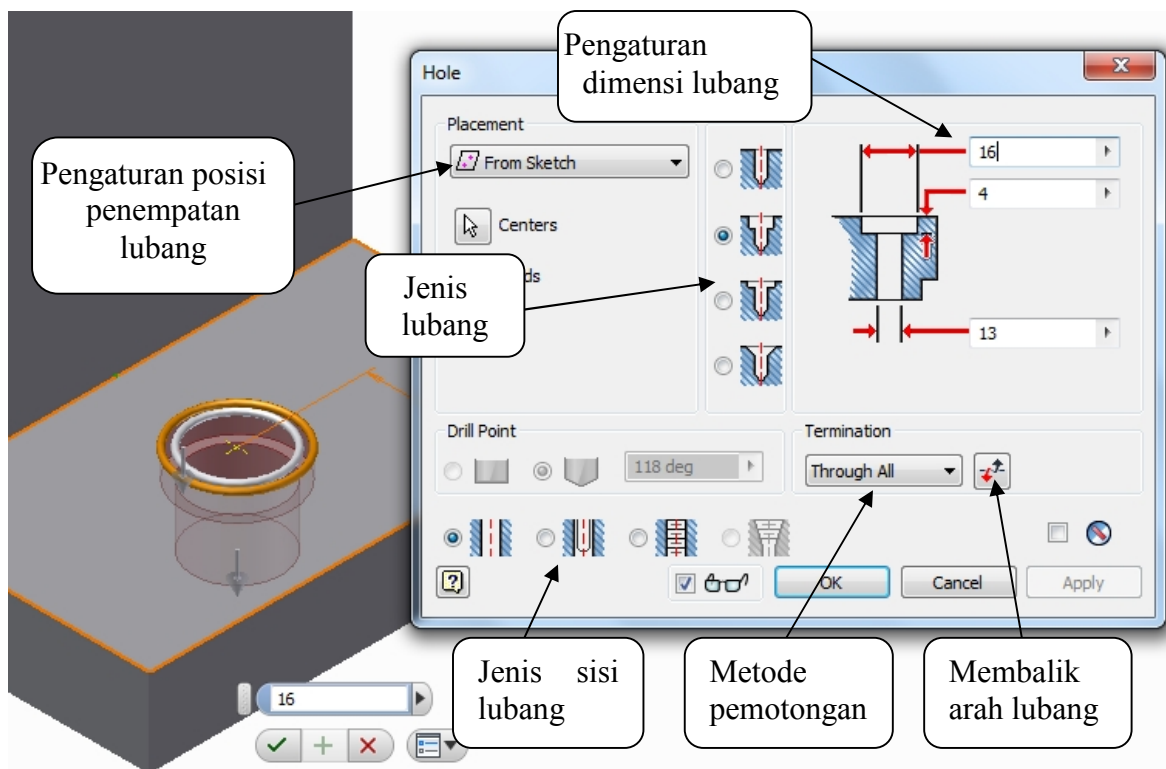 Pengaturan
dimensi lubang
Hole
Placement
From Sketch
Pengaturan posisi
penempatan
lubang
Centers
ds
Jenis
lubang
16
4
13
Drill Point
118 deg
Termination
Through All
OK
Cancel
Apply
Jenis sisi
lubang
Metode
pemotongan
Membalik
arah lubang
16